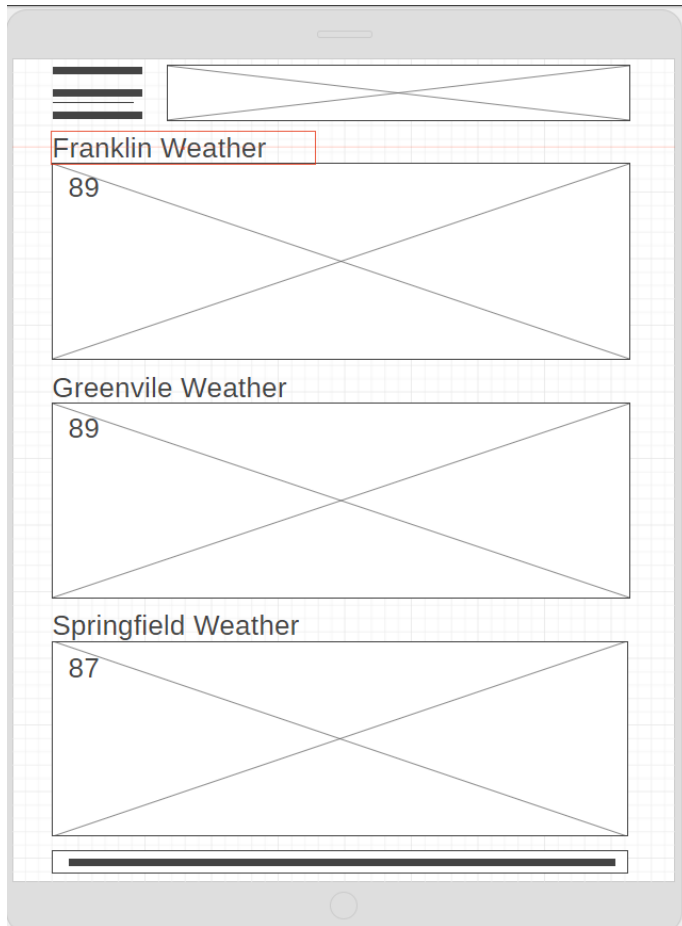 Franklin Weather
89
Greenvile Weather
89
Springfield Weather
87